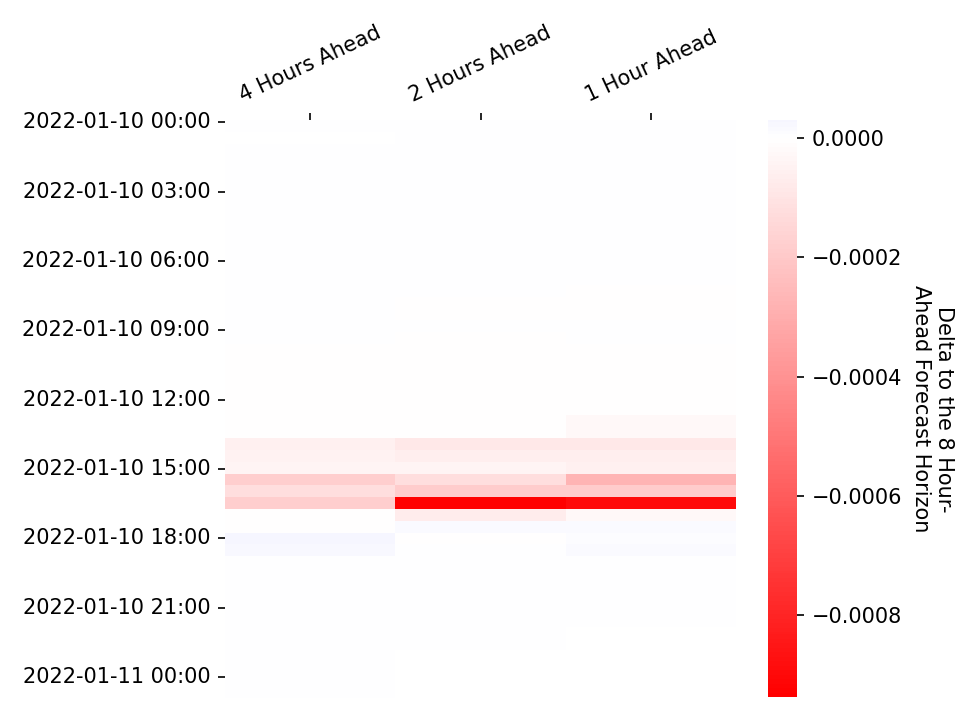 4 Hours Ahead
2 Hours Ahead
1 Hour Ahead
2022-01-10 00:00
2022-01-10 03:00
2022-01-10 06:00
2022-01-10 09:00
2022-01-10 12:00
2022-01-10 15:00
2022-01-10 18:00
2022-01-10 21:00
2022-01-11 00:00
0.0000
−0.0002
−0.0004
−0.0006
−0.0008
Delta to the 8 Hour-
Ahead Forecast Horizon